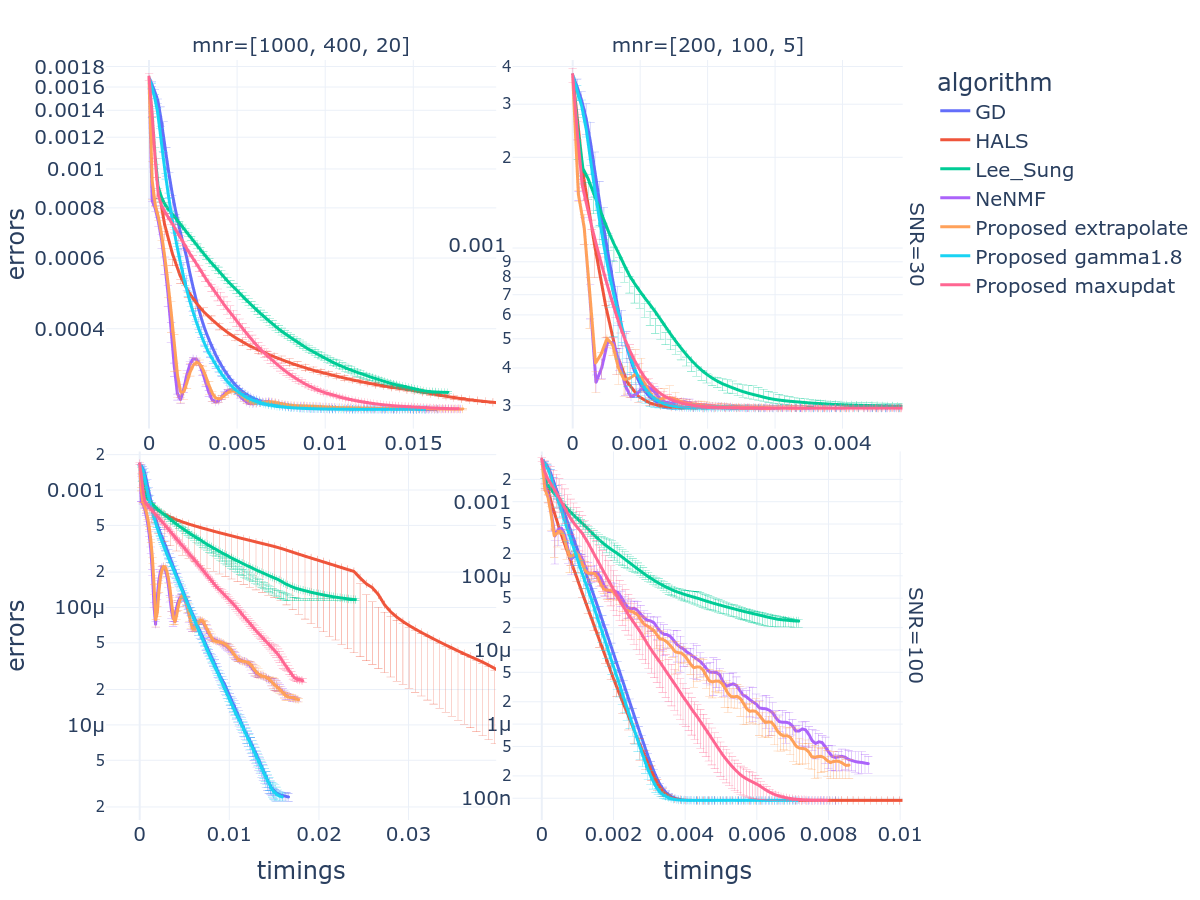 mnr=[1000, 400, 20]
mnr=[200, 100, 5]
algorithm
GD
HALS
Lee_Sung
NeNMF
Proposed extrapolate
Proposed gamma1.8
Proposed maxupdat
errors
0.0018
0.0016
0.0014
0.0012
0.001
0.0008
0.0006
0.0004
0 0.005 0.01 0.015
4
3
2
0.001
9
8
7
6
5
4
3
0 0.001 0.002 0.003 0.004
SNR=30
errors
2
0.001
5
2
100µ
5
2
10µ
5
2
0 0.01 0.02 0.03
timings
2
0.001
5
2
100µ
5
2
10µ
5
2
1µ
5
2
100n
0 0.002 0.004 0.006 0.008 0.01
timings
SNR=100